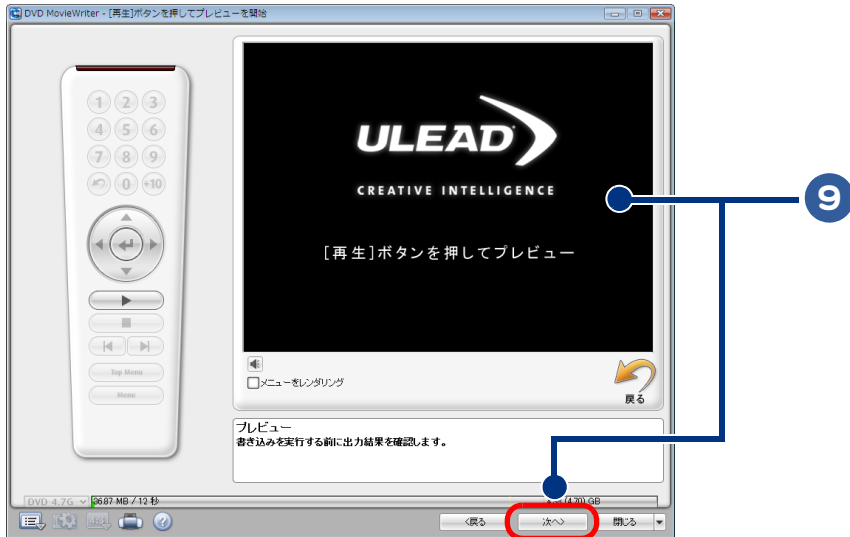 DVD MovieWriter - [再生]ボタンを押してプレビューを開始
1 2 3
4 5 6
7 8 9
0 +10
Top Menu
Menu
ULEAD
CREATIVE INTELLIGENCE
[再生]ボタンを押してプレビュー
9
メニューをレンダリング
戻る
プレビュー
書き込みを実行する前に出力結果を確認します。
DVD 4.7G
36.87 MB / 12 秒
(4.70) GB
<戻る
次へ>
閉じる